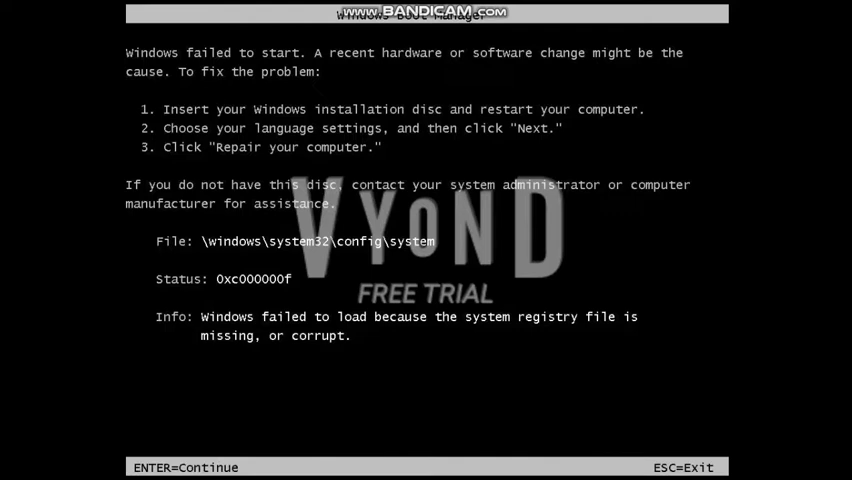 www.BANDICAM.com
Windows Boot Manager
Windows failed to start. A recent hardware or software change might be the
cause. To fix the problem:
1. Insert your Windows installation disc and restart your computer.
2. Choose your language settings, and then click "Next."
3. Click "Repair your computer."
If you do not have this disc, contact your system administrator or computer
manufacturer for assistance.
VYOND
FREE TRIAL
File: \windows\system32\config\system
Status: 0xc000000f
Info: Windows failed to load because the system registry file is
missing, or corrupt.
ENTER=Continue ESC=Exit